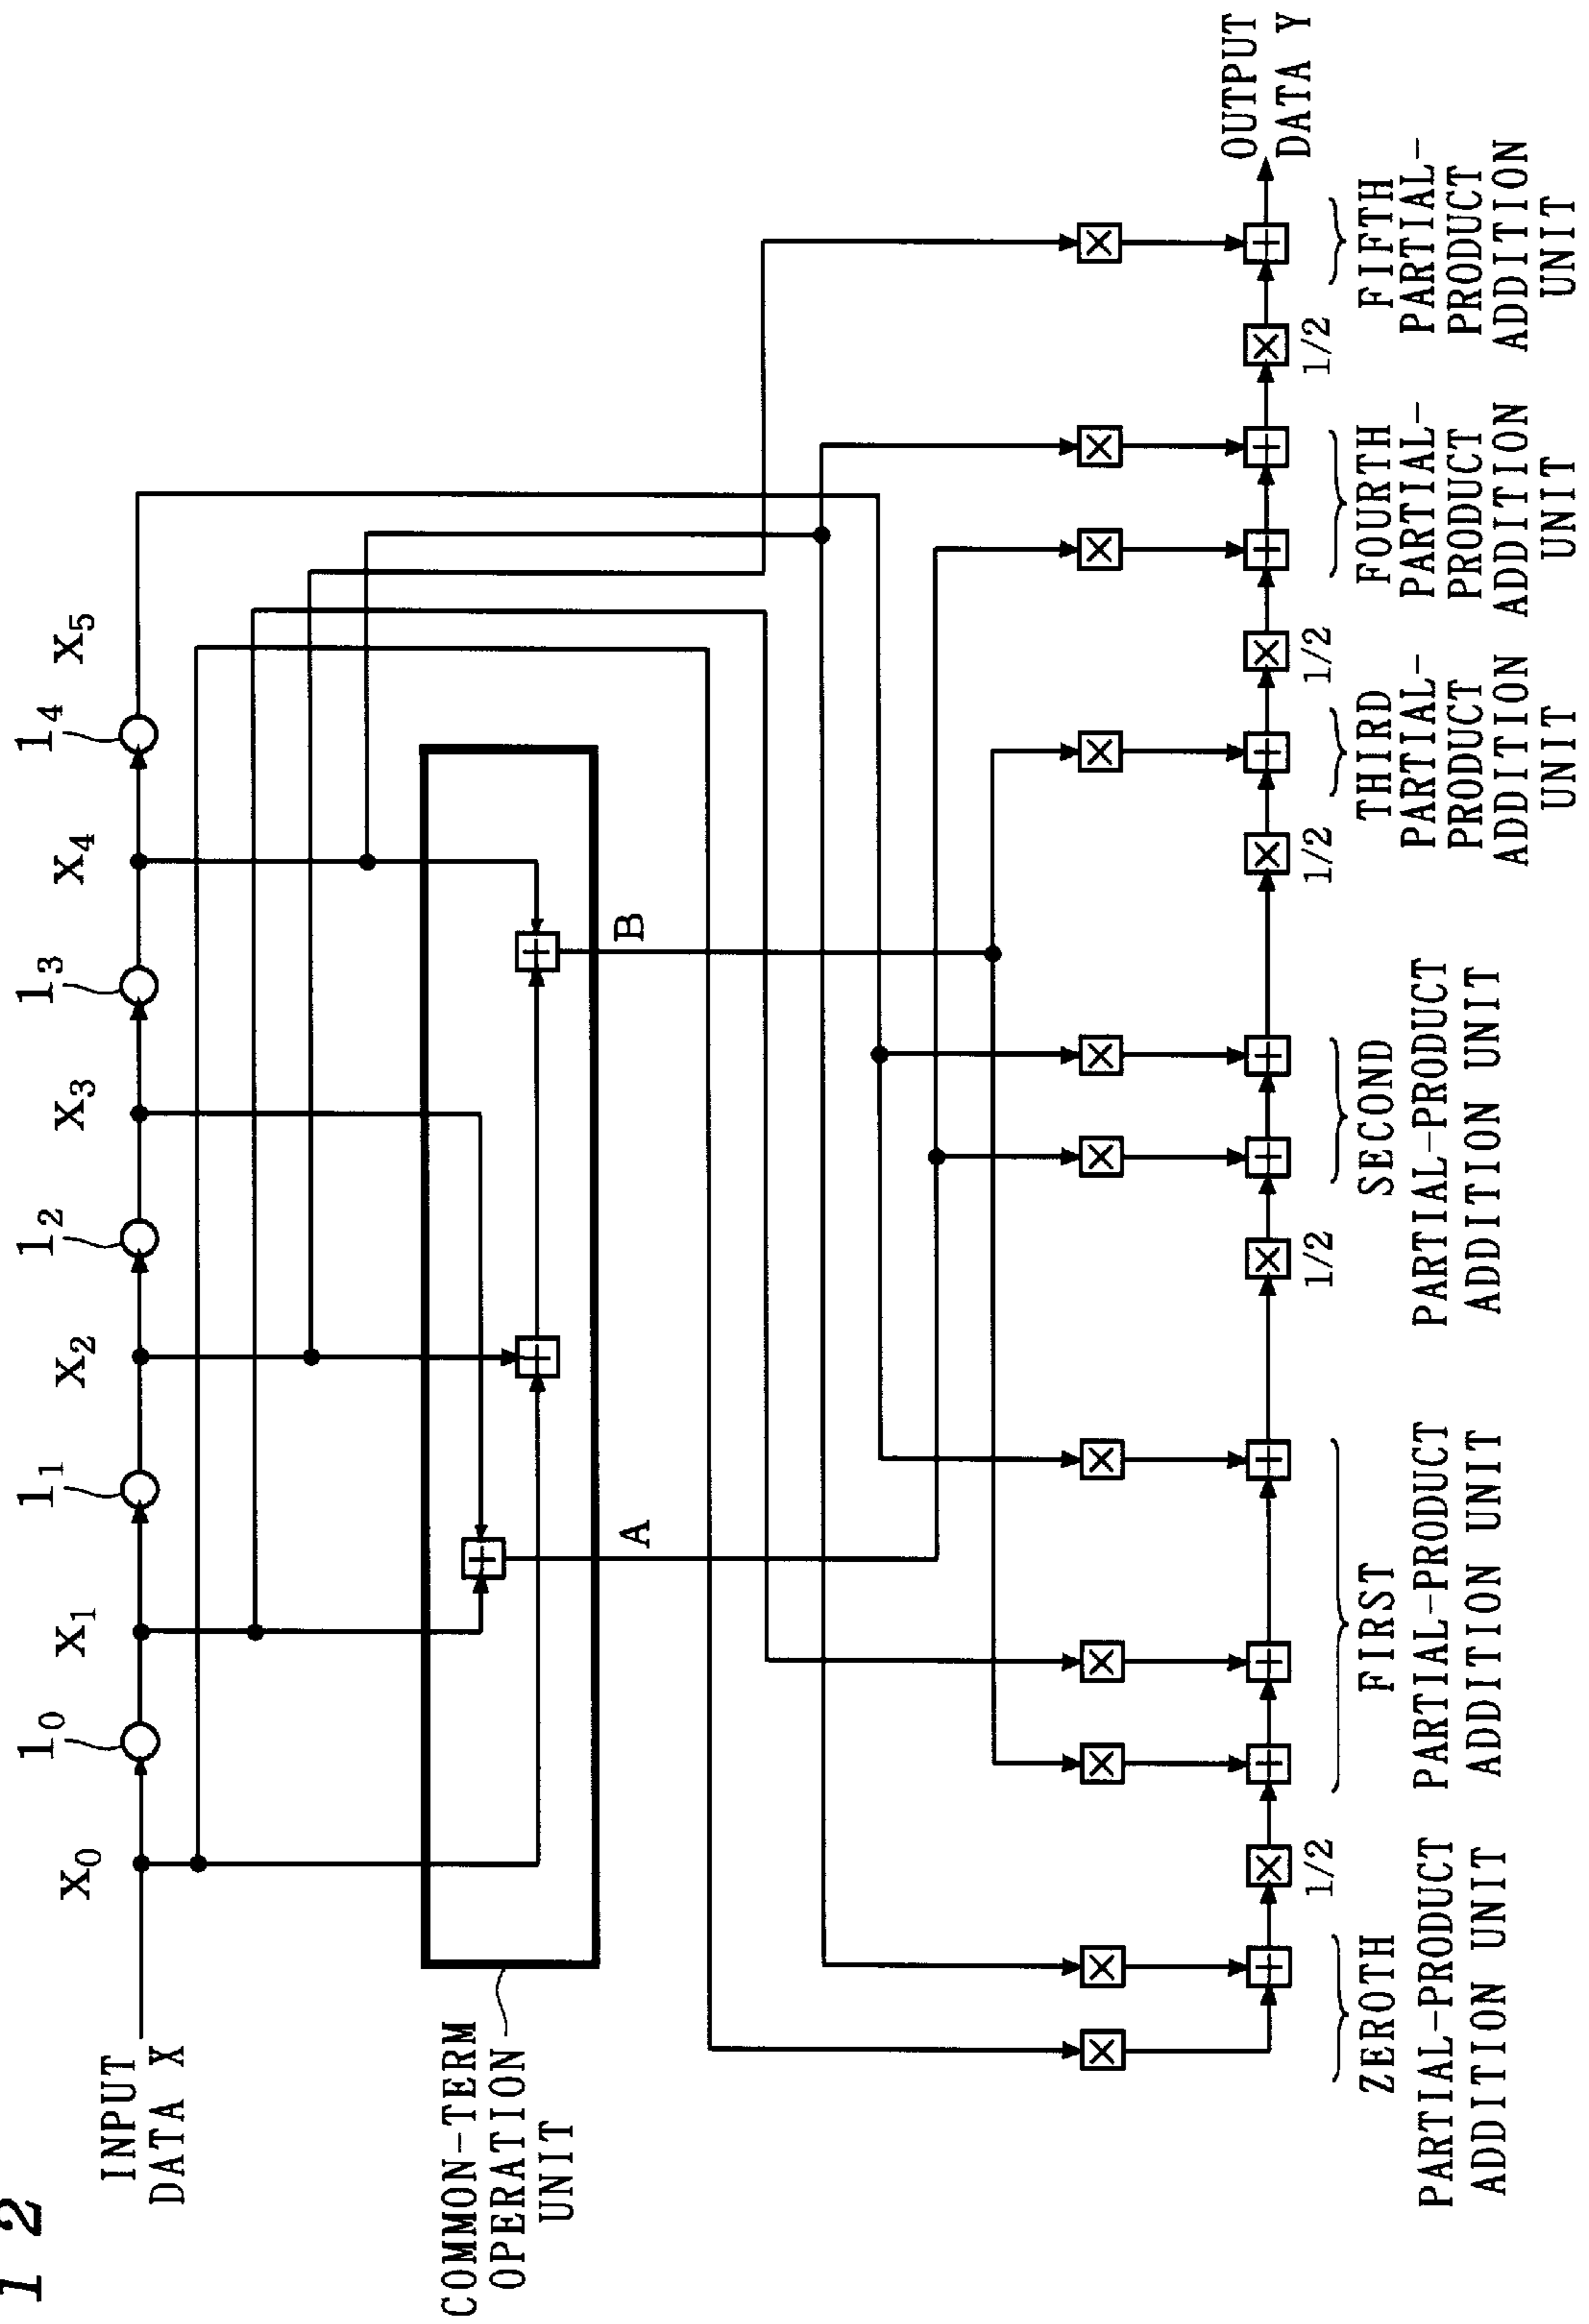 12
INPUT
DATA X
X0
10
X1
11
X2
12
X3
13
X4
14
X5
COMMON-TERM
OPERATION
UNIT
A
B
OUTPUT
DATA Y
1/2
1/2
1/2
1/2
1/2
ZEROTH
PARTIAL-PRODUCT
ADDITION UNIT
FIRST
PARTIAL-PRODUCT
ADDITION UNIT
SECOND
PARTIAL-PRODUCT
ADDITION UNIT
THIRD
PARTIAL-
PRODUCT
ADDITION
UNIT
FOURTH
PARTIAL-
PRODUCT
ADDITION
UNIT
FIFTH
PARTIAL-
PRODUCT
ADDITION
UNIT